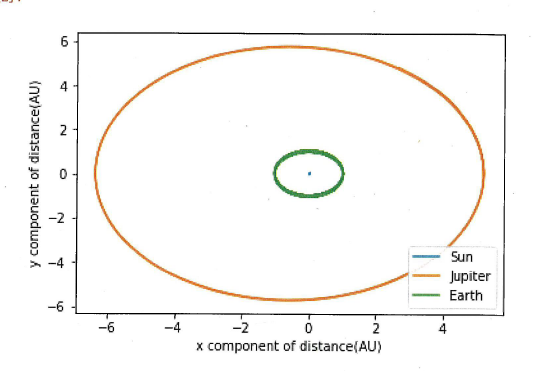 6
4
2
0
−2
−4
−6
y component of distance(AU)
Sun
Jupiter
Earth
−6 −4 −2 0 2 4
x component of distance(AU)